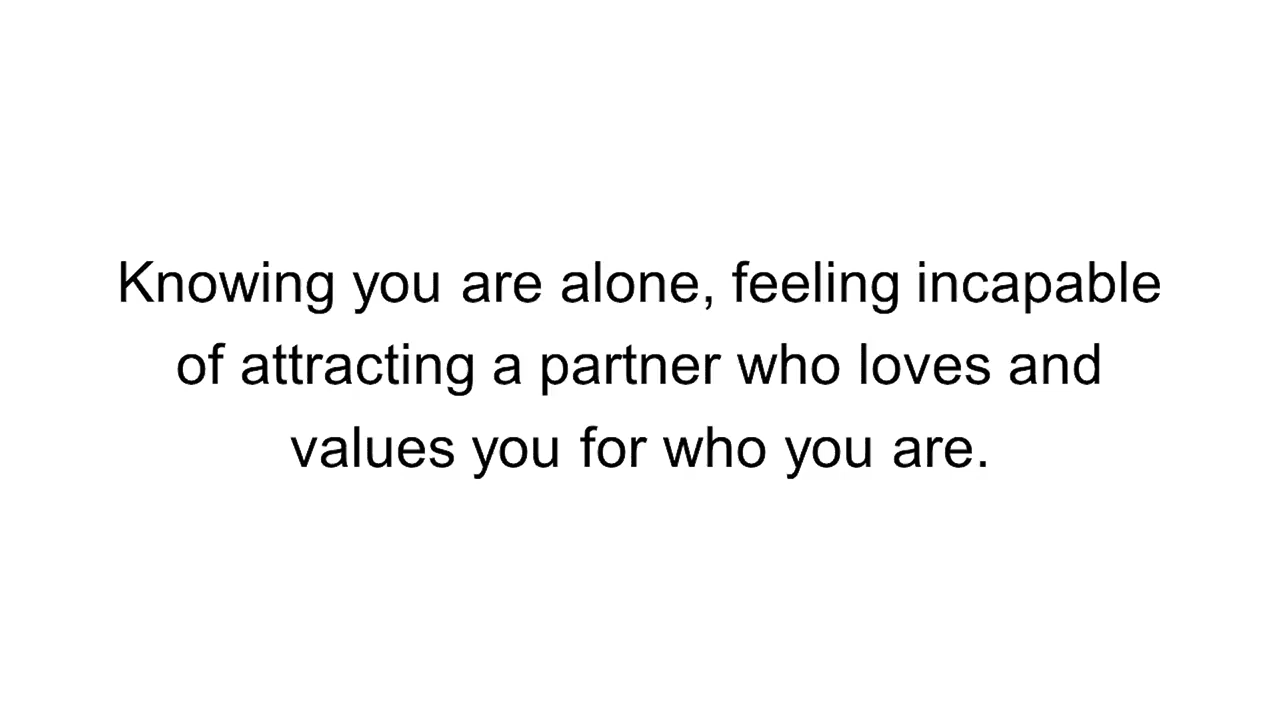 Knowing you are alone, feeling incapable
of attracting a partner who loves and
values you for who you are.